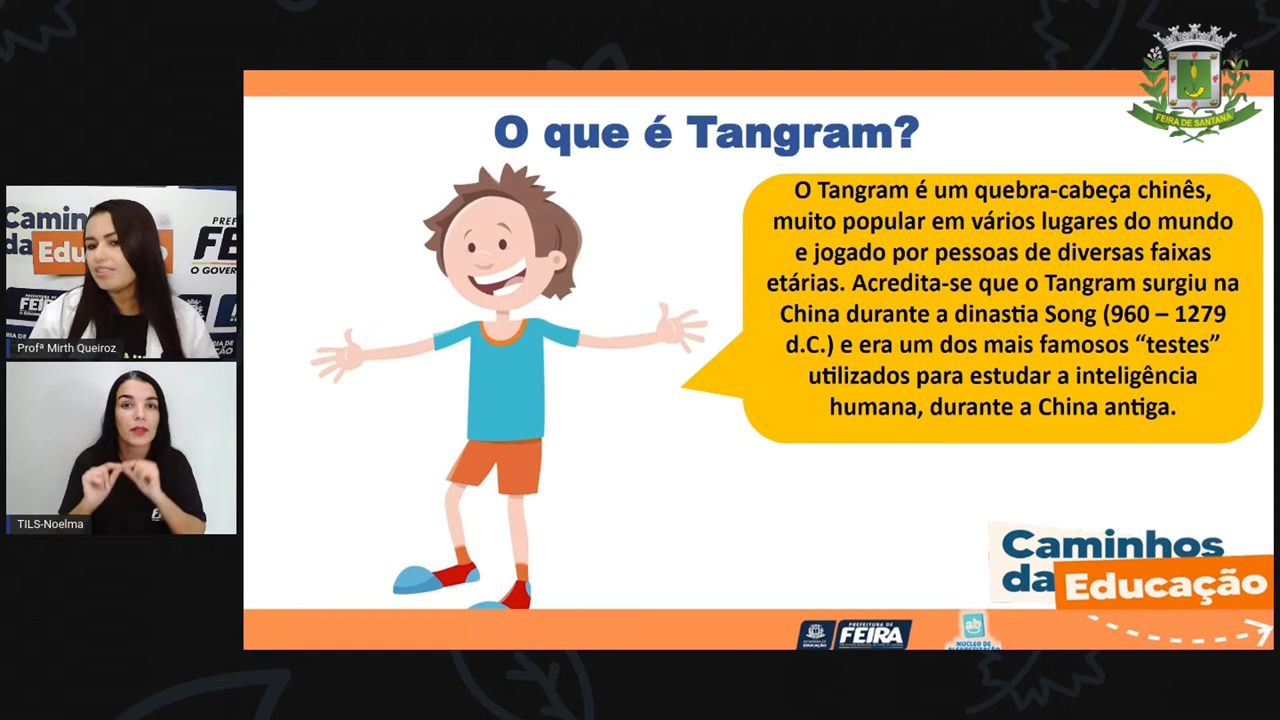 FEIRA DE SANTANA
O que é Tangram?
O Tangram é um quebra-cabeça chinês,
muito popular em vários lugares do mundo
e jogado por pessoas de diversas faixas
etárias. Acredita-se que o Tangram surgiu na
China durante a dinastia Song (960 – 1279
d.C.) e era um dos mais famosos “testes”
utilizados para estudar a inteligência
humana, durante a China antiga.
Profª Mirth Queiroz
TILS-Noelma
Caminhos
da Educação
PREFEITURA DE
FEIRA
NÚCLEO DE